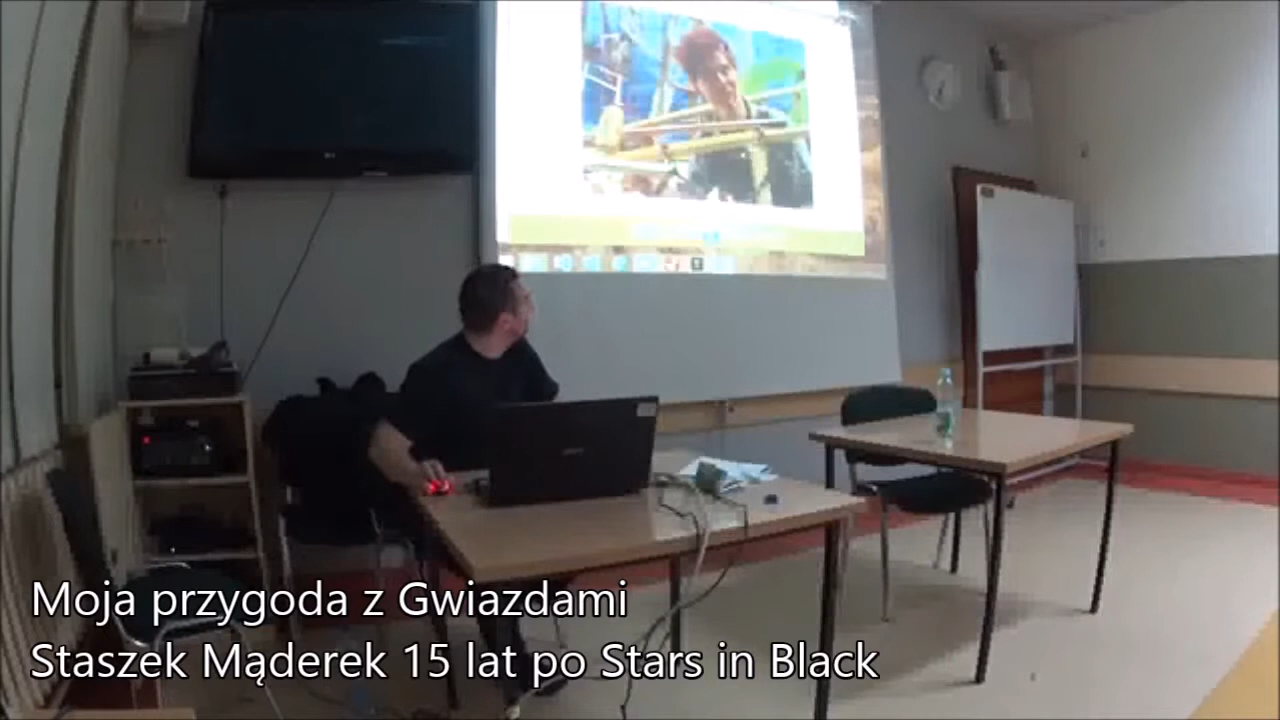 Moja przygoda z Gwiazdami
Staszek Mąderek 15 lat po Stars in Black